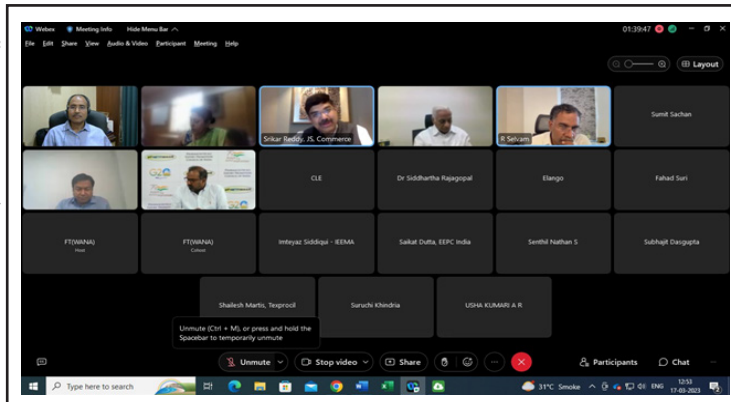 Webex Meeting Info Hide Menu Bar 01:39:47
File Edit Share View Audio & Video Participant Meeting Help
Layout
Srikar Reddy, JS, Commerce
R Selvam
Sumit Sachan
CLE
Dr Siddhartha Rajagopal
Elango
Fahad Suri
FT(WANA)
Host
FT(WANA)
Cohost
Imteyaz Siddiqui - IEEMA
Saikat Dutta, EEPC India
Senthil Nathan S
Subhajit Dasgupta
Shailesh Martis, Texprocil
Suruchi Khindria
USHA KUMARI A R
Unmute (Ctrl + M), or press and hold the
Spacebar to temporarily unmute
Unmute Stop video Share Participants Chat
Type here to search 31°C Smoke ENG 12:53
17-03-2023